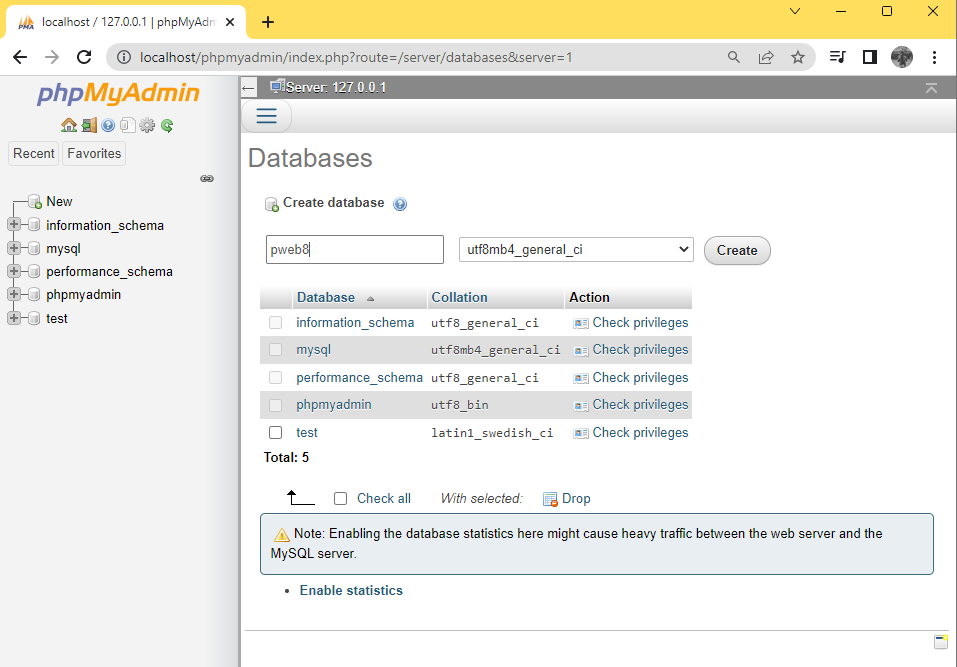 localhost / 127.0.0.1 | phpMyAdm
localhost/phpmyadmin/index.php?route=/server/databases&server=1
phpMyAdmin
Recent
Favorites
New
information_schema
mysql
performance_schema
phpmyadmin
test
Server: 127.0.0.1
Databases
Create database
pweb8
utf8mb4_general_ci
Create
Database Collation Action
information_schema utf8_general_ci Check privileges
mysql utf8mb4_general_ci Check privileges
performance_schema utf8_general_ci Check privileges
phpmyadmin utf8_bin Check privileges
test latin1_swedish_ci Check privileges
Total: 5
Check all With selected: Drop
Note: Enabling the database statistics here might cause heavy traffic between the web server and the
MySQL server.
• Enable statistics